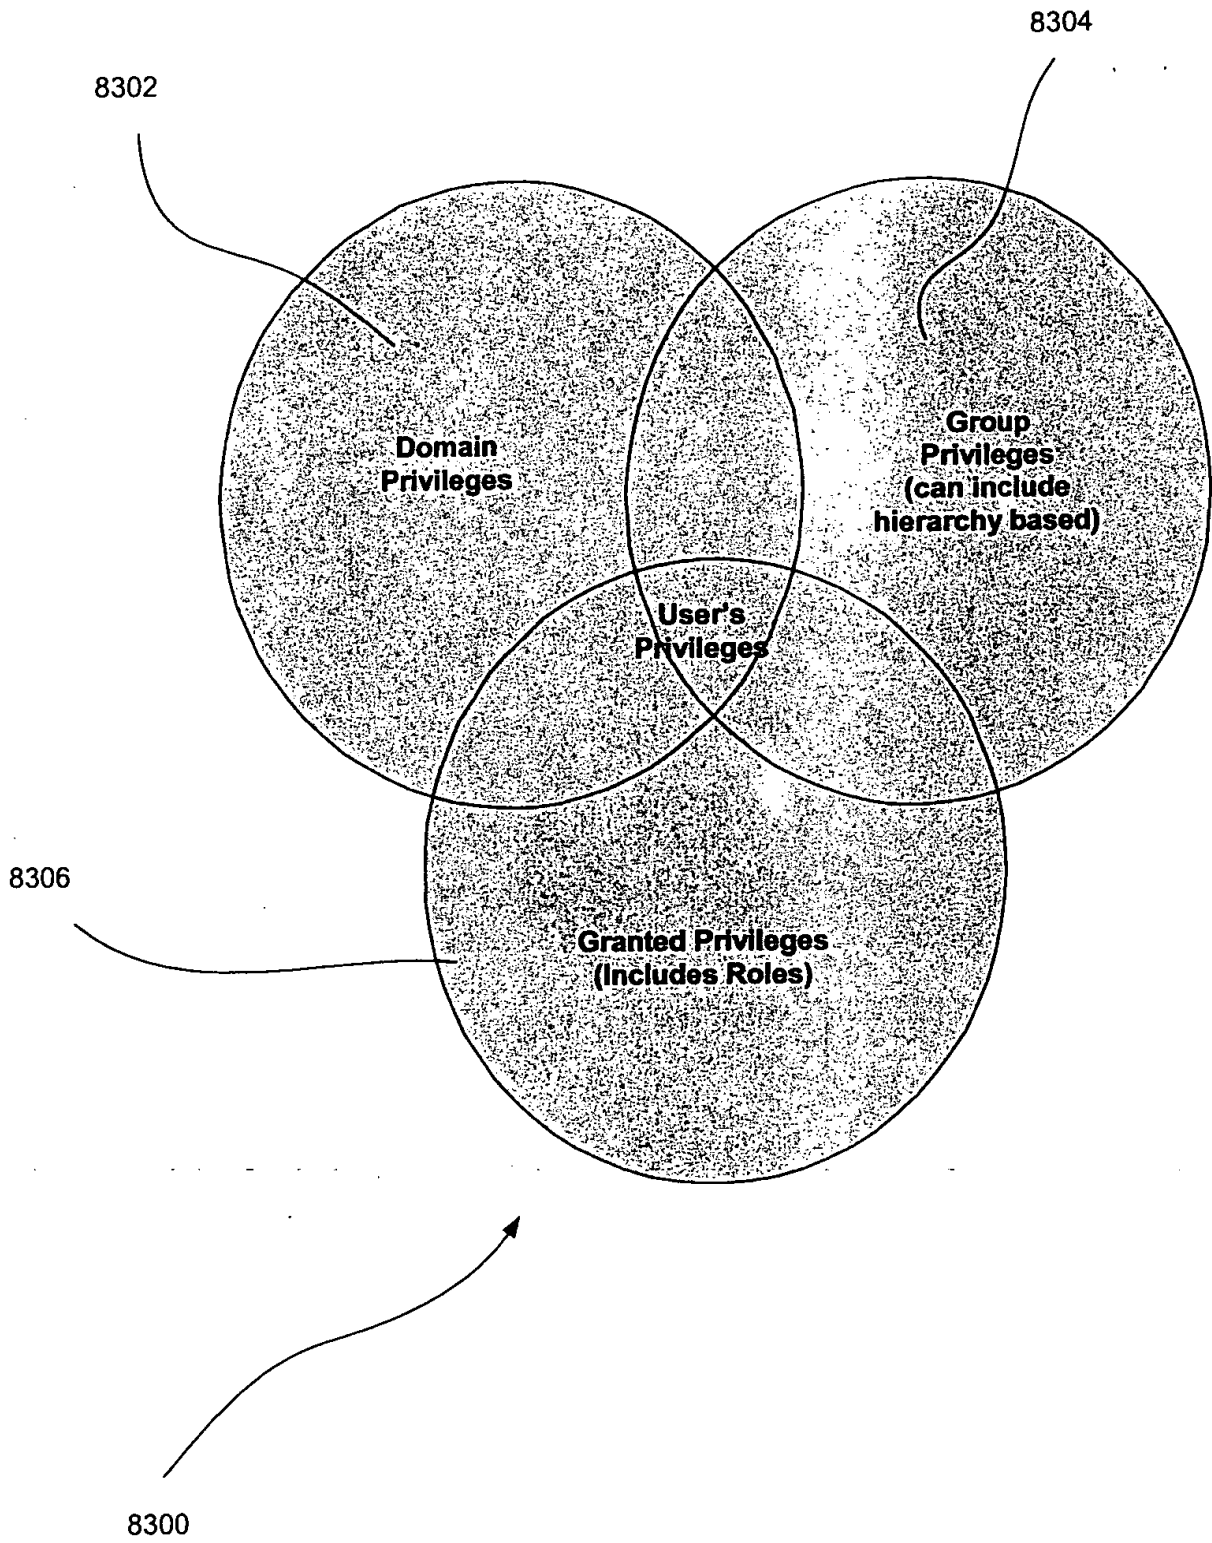 8304
8302
Domain
Privileges
Group
Privileges
(can include
hierarchy based)
User's
Privileges
8306
Granted Privileges
(Includes Roles)
8300